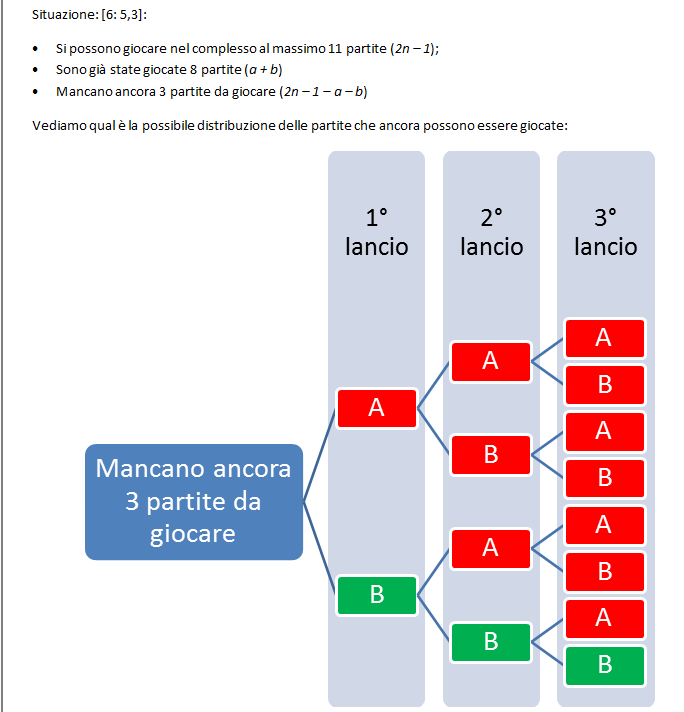 Situazione: [6: 5,3]:
• Si possono giocare nel complesso al massimo 11 partite (2n – 1);
• Sono già state giocate 8 partite (a + b)
• Mancano ancora 3 partite da giocare (2n – 1 – a – b)
Vediamo qual è la possibile distribuzione delle partite che ancora possono essere giocate:
1°
lancio
2°
lancio
3°
lancio
Mancano ancora
3 partite da
giocare
A
B
A
B
A
B
A
B
A
B
A
B
A
B